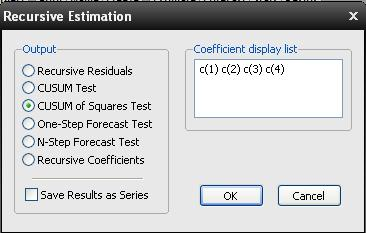 Recursive Estimation
Output
Recursive Residuals
CUSUM Test
CUSUM of Squares Test
One-Step Forecast Test
N-Step Forecast Test
Recursive Coefficients
Save Results as Series
Coefficient display list
c(1) c(2) c(3) c(4)
OK
Cancel